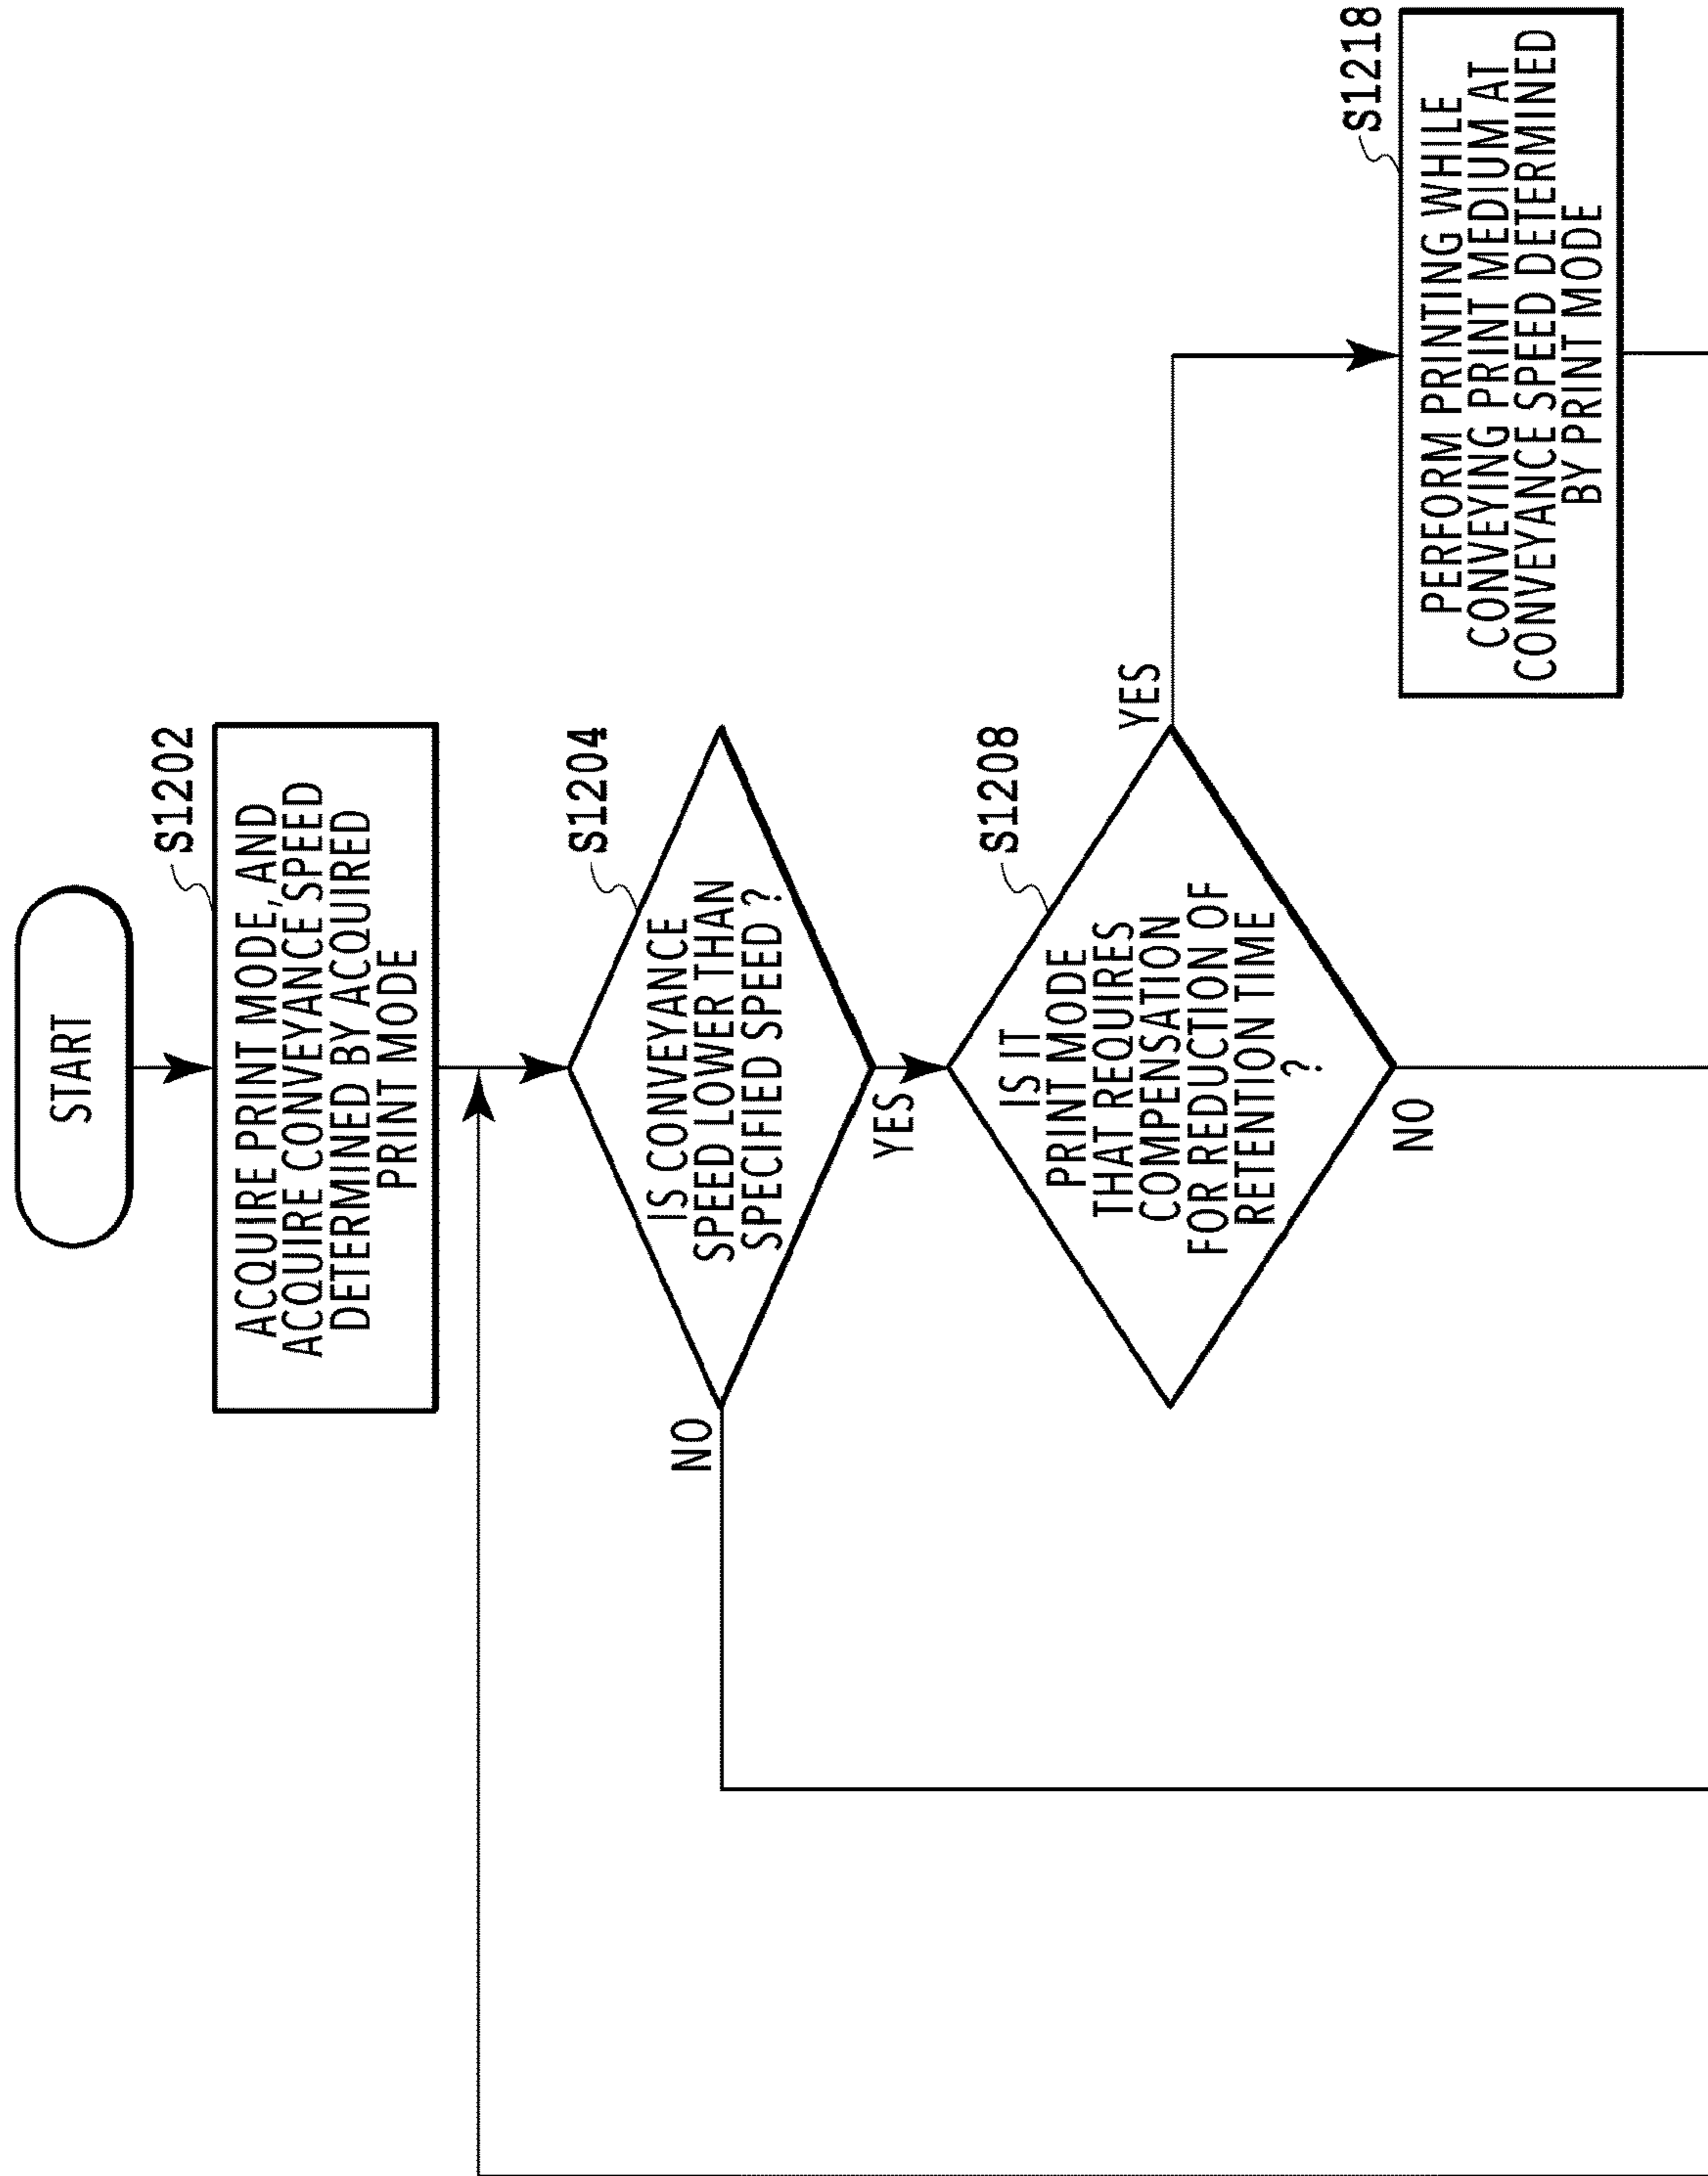 START
S1202
ACQUIRE PRINT MODE, AND
ACQUIRE CONVEYANCE SPEED
DETERMINED BY ACQUIRED
PRINT MODE
S1204
IS CONVEYANCE
SPEED LOWER THAN
SPECIFIED SPEED ?
NO
YES
S1208
IS IT
PRINT MODE
THAT REQUIRES
COMPENSATION
FOR REDUCTION OF
RETENTION TIME
?
YES
NO
S1218
PERFORM PRINTING WHILE
CONVEYING PRINT MEDIUM AT
CONVEYANCE SPEED DETERMINED
BY PRINT MODE